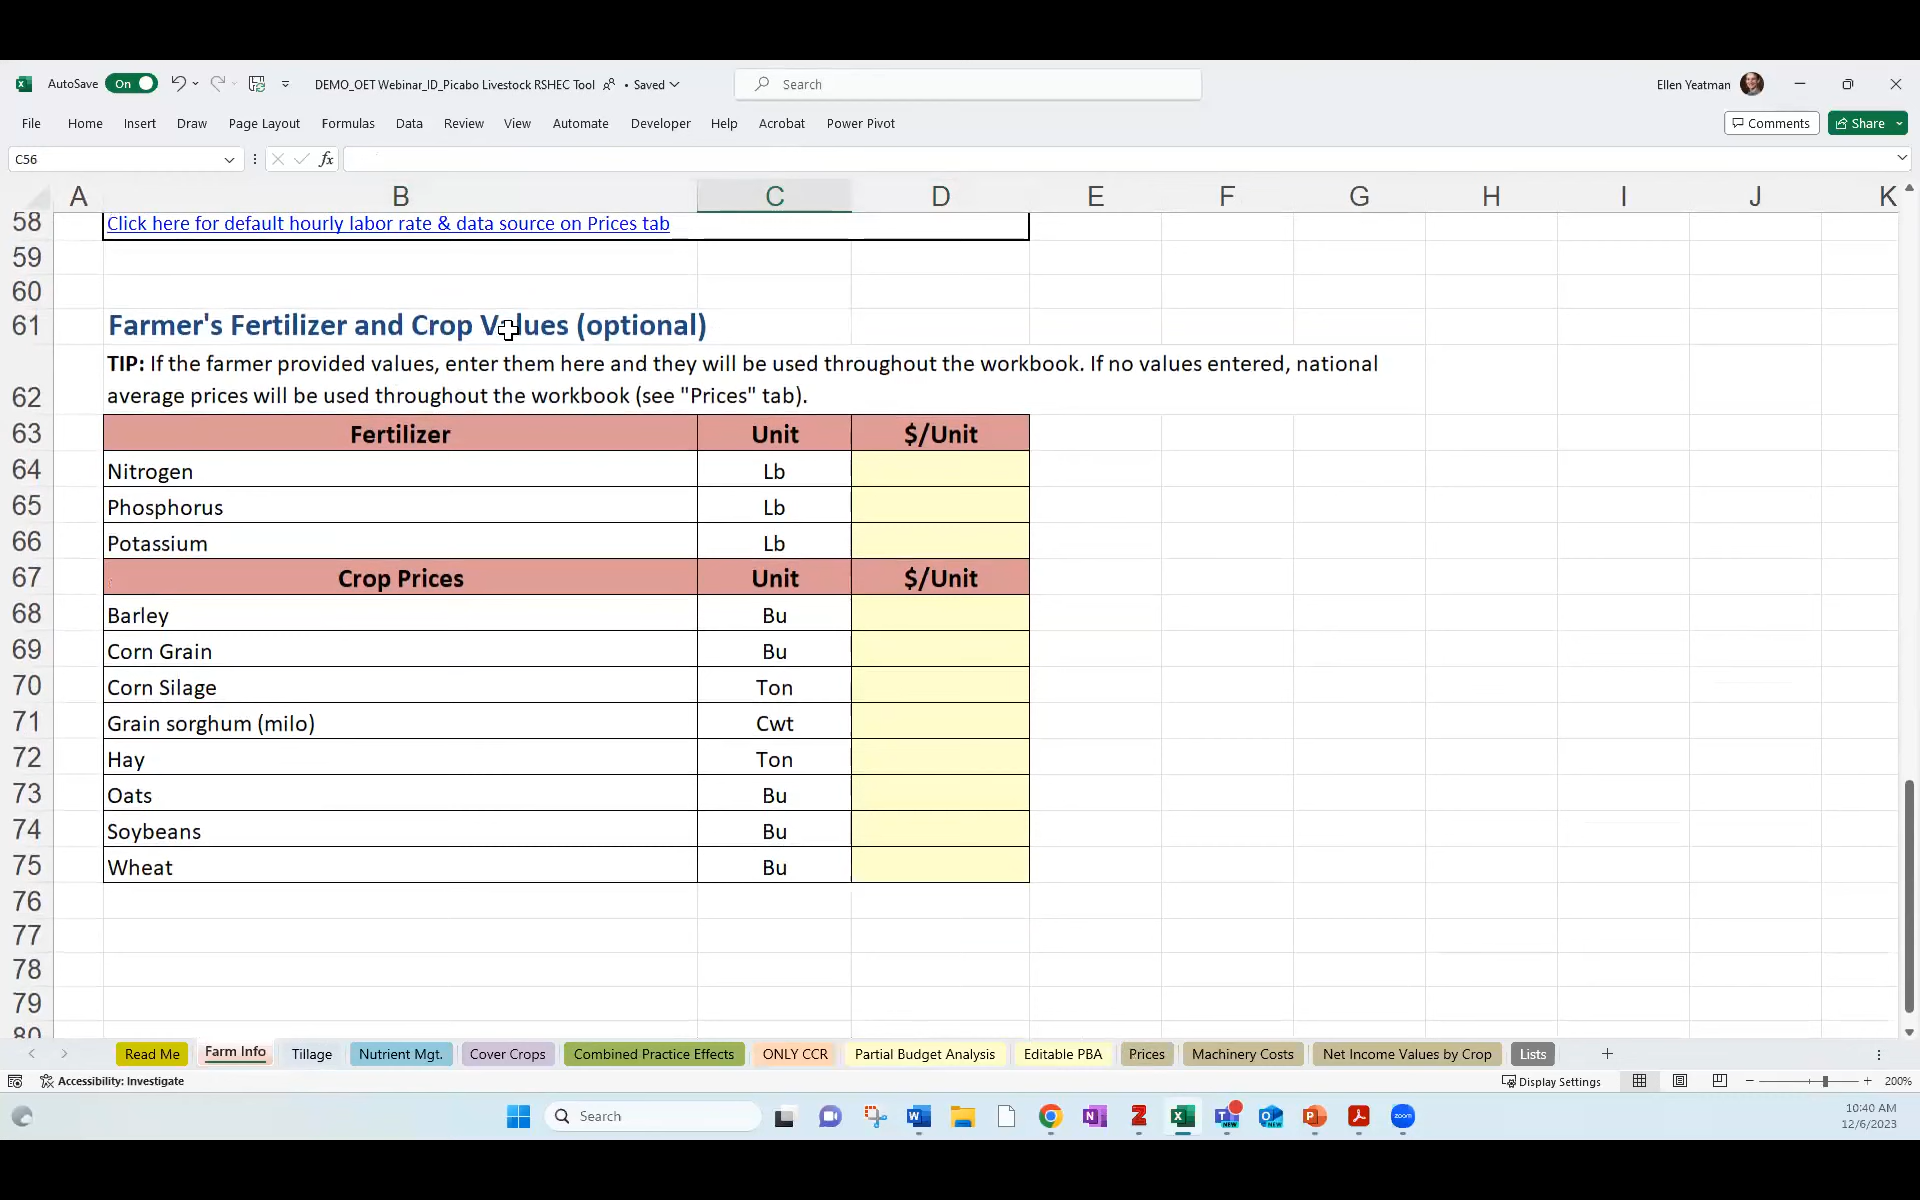 AutoSave On DEMO_OET Webinar_ID_Picabo Livestock RSHEC Tool • Saved Search Ellen Yeatman
File Home Insert Draw Page Layout Formulas Data Review View Automate Developer Help Acrobat Power Pivot Comments Share
C56 fx
A B C D E F G H I J K
58 Click here for default hourly labor rate & data source on Prices tab
59
60
61 Farmer's Fertilizer and Crop Values (optional)
TIP: If the farmer provided values, enter them here and they will be used throughout the workbook. If no values entered, national
62 average prices will be used throughout the workbook (see "Prices" tab).
63 Fertilizer Unit $/Unit
64 Nitrogen Lb
65 Phosphorus Lb
66 Potassium Lb
67 Crop Prices Unit $/Unit
68 Barley Bu
69 Corn Grain Bu
70 Corn Silage Ton
71 Grain sorghum (milo) Cwt
72 Hay Ton
73 Oats Bu
74 Soybeans Bu
75 Wheat Bu
76
77
78
79
80
Read Me Farm Info Tillage Nutrient Mgt. Cover Crops Combined Practice Effects ONLY CCR Partial Budget Analysis Editable PBA Prices Machinery Costs Net Income Values by Crop Lists
Accessibility: Investigate Display Settings 200%
Search zoom 10:40 AM
12/6/2023